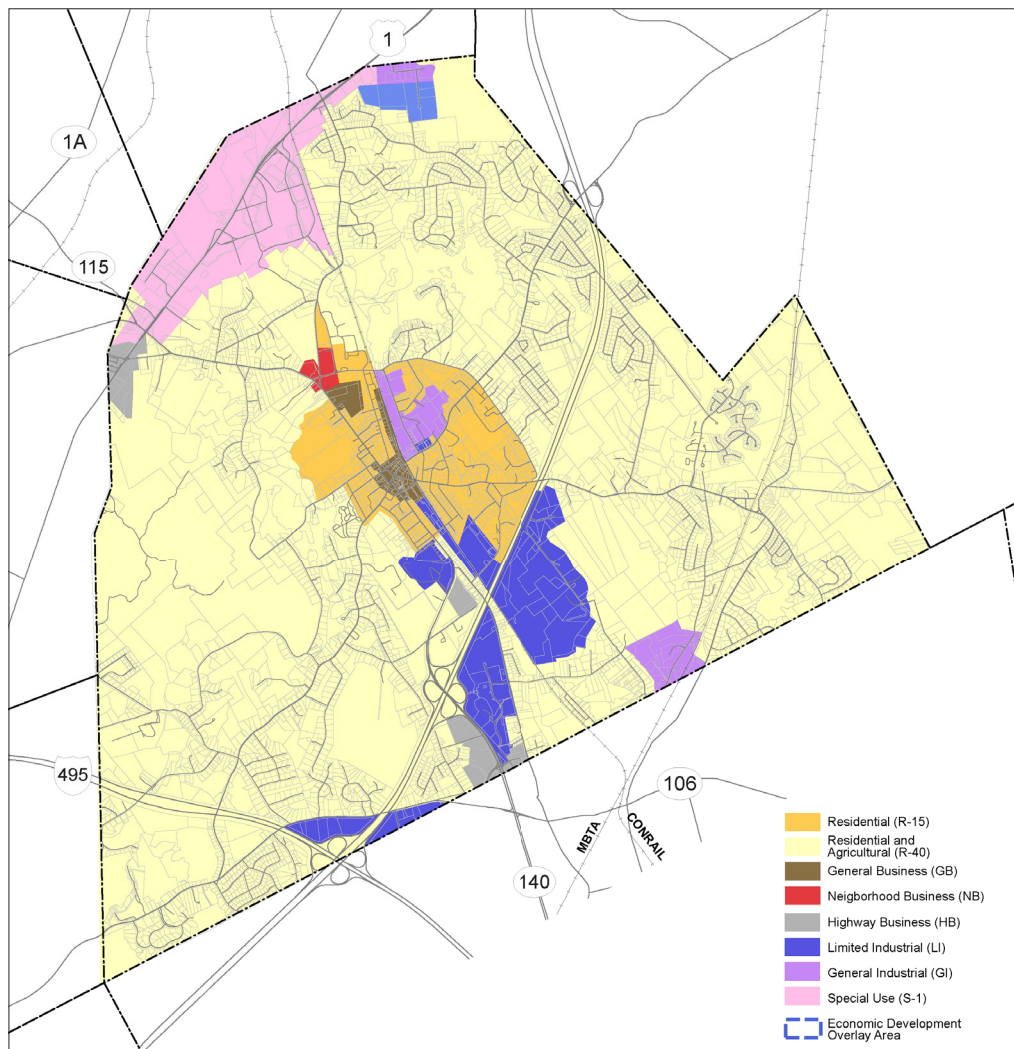 1
1A
115
495
106
MBTA
CONRAIL
140
Residential (R-15)
Residential and
Agricultural (R-40)
General Business (GB)
Neigborhood Business (NB)
Highway Business (HB)
Limited Industrial (LI)
General Industrial (GI)
Special Use (S-1)
Economic Development
Overlay Area